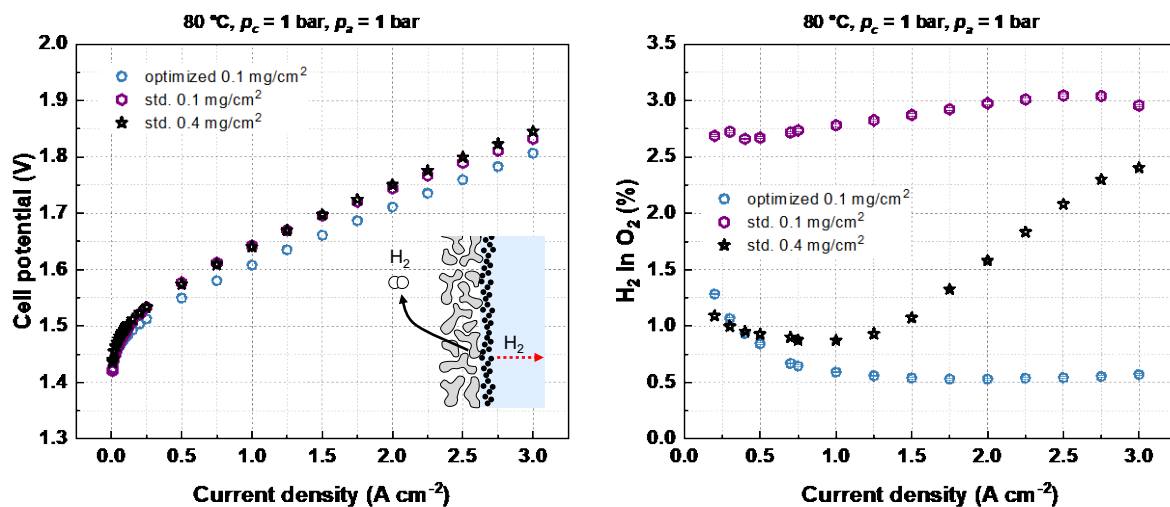 80 °C, p_c = 1 bar, p_a = 1 bar
2.0
1.9
1.8
1.7
1.6
1.5
1.4
1.3
Cell potential (V)
optimized 0.1 mg/cm²
std. 0.1 mg/cm²
std. 0.4 mg/cm²
H₂
H₂
0.0 0.5 1.0 1.5 2.0 2.5 3.0
Current density (A cm⁻²)
80 °C, p_c = 1 bar, p_a = 1 bar
3.5
3.0
2.5
2.0
1.5
1.0
0.5
0.0
H₂ In O₂ (%)
optimized 0.1 mg/cm²
std. 0.1 mg/cm²
std. 0.4 mg/cm²
0.0 0.5 1.0 1.5 2.0 2.5 3.0
Current density (A cm⁻²)